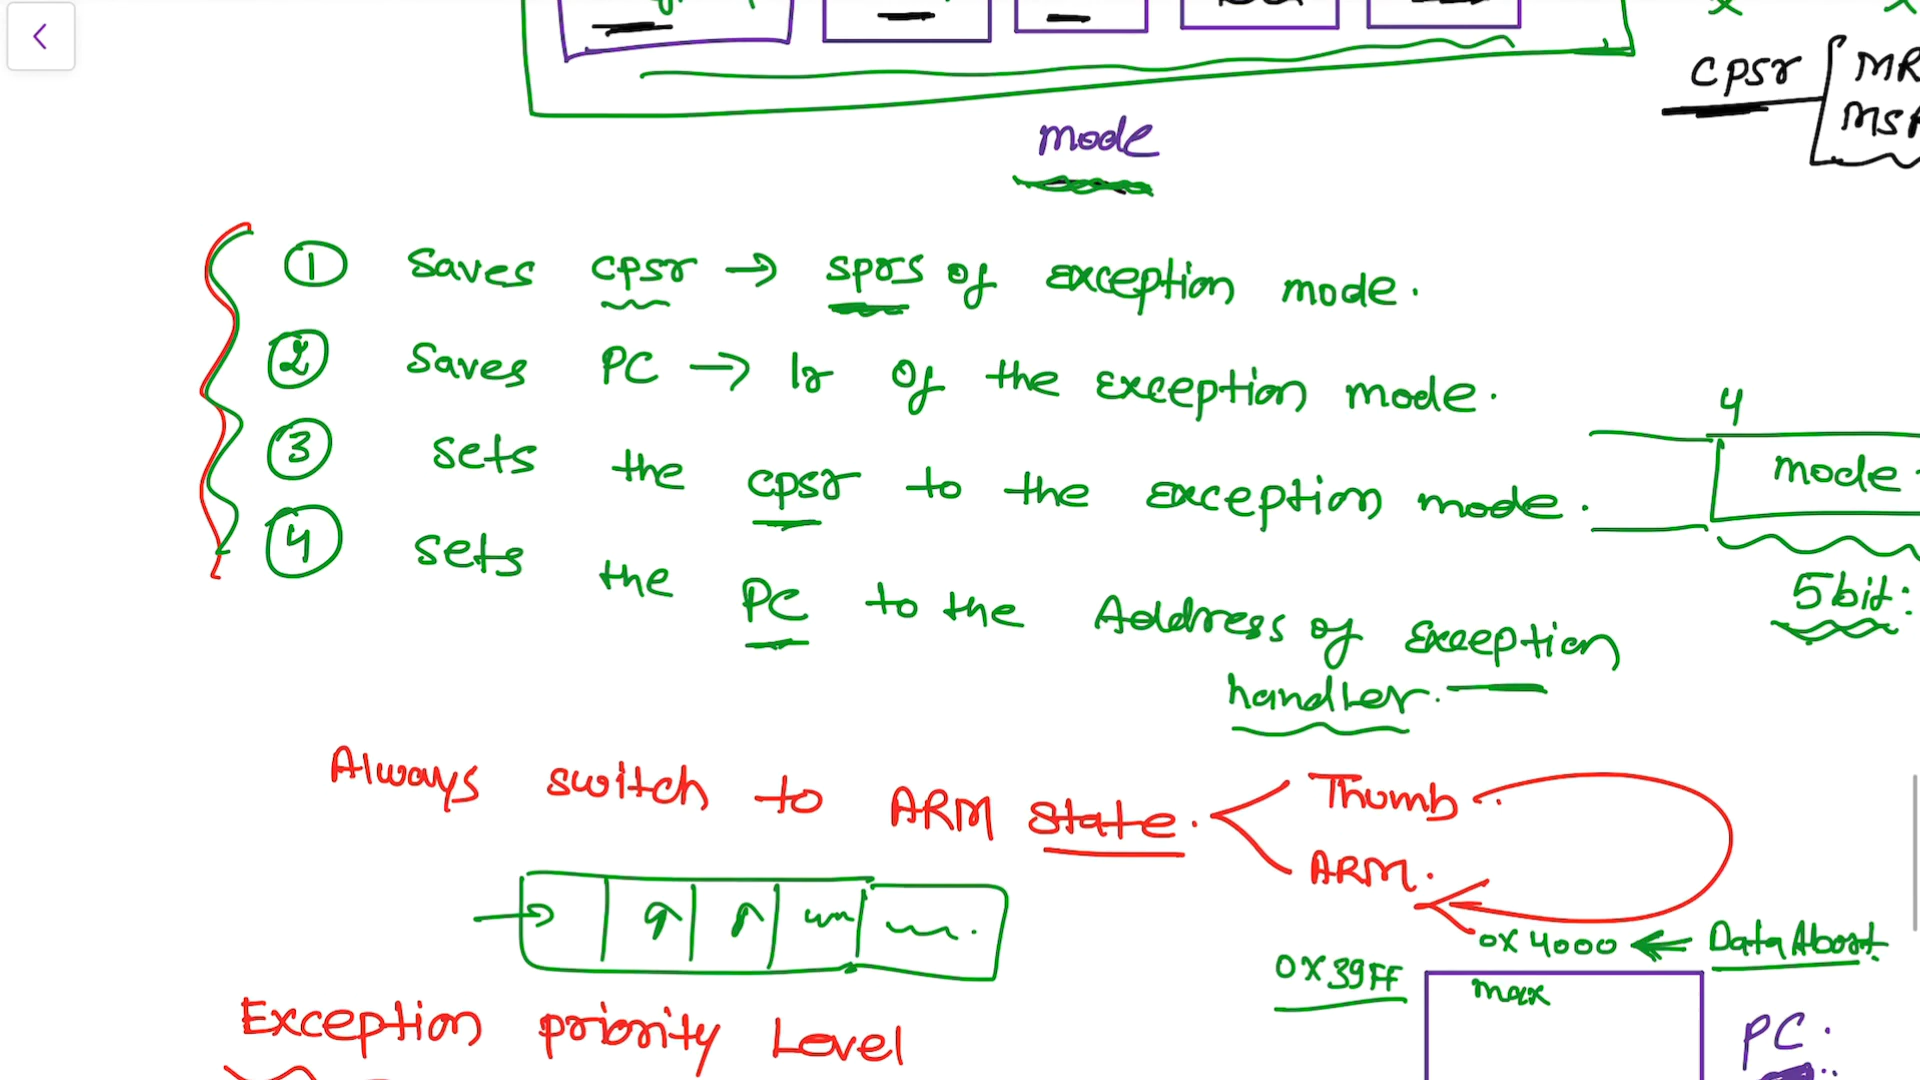 cpsr
mode
① Saves cpsr → sprs of exception mode.
② Saves PC → lr of the exception mode.
③ sets the cpsr to the exception mode.
④ sets the PC to the Address of exception
handler.
4
mode
5bit:
Always switch to ARM state.
Thumb
ARM.
0x4000 ← Data Abort.
0x39FF
max
Exception priority Level
PC.